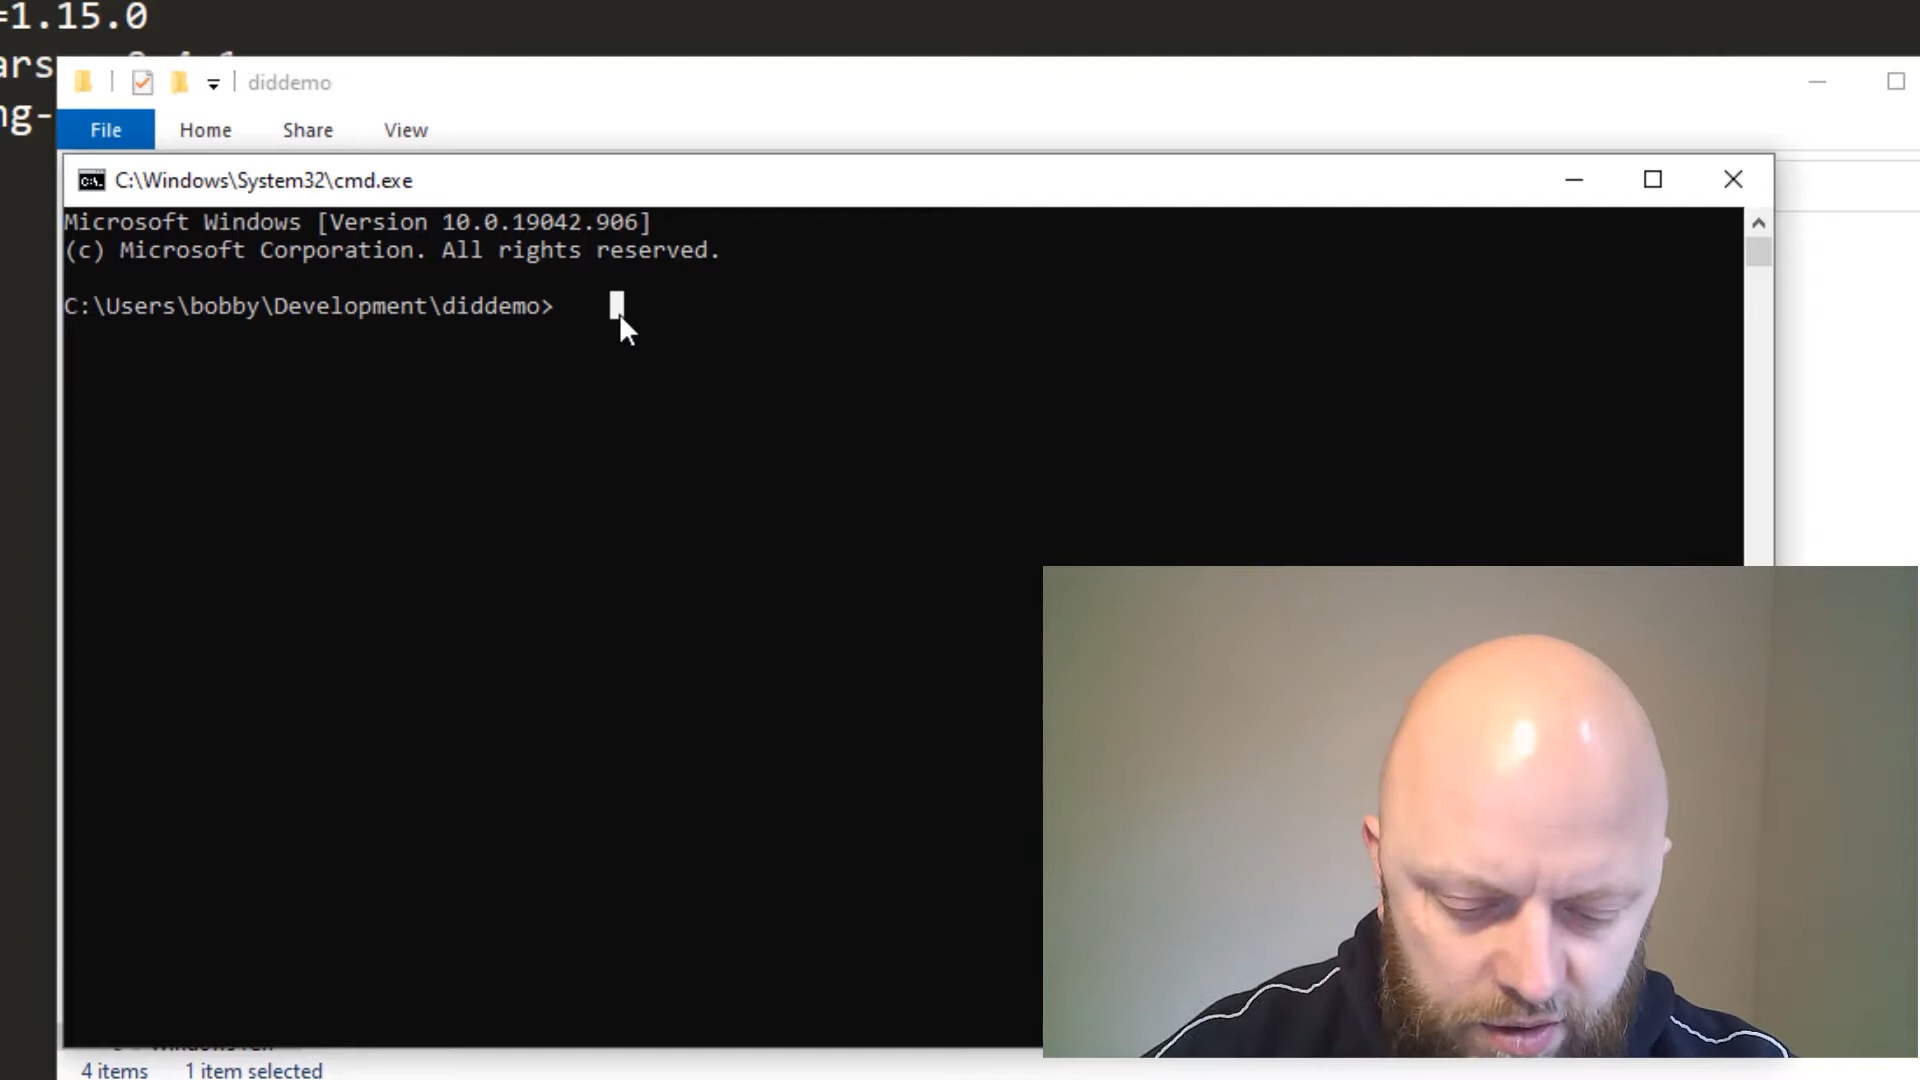 =1.15.0
ars
ng-
diddemo
File Home Share View
C:\Windows\System32\cmd.exe
Microsoft Windows [Version 10.0.19042.906]
(c) Microsoft Corporation. All rights reserved.
C:\Users\bobby\Development\diddemo>
4 items 1 item selected